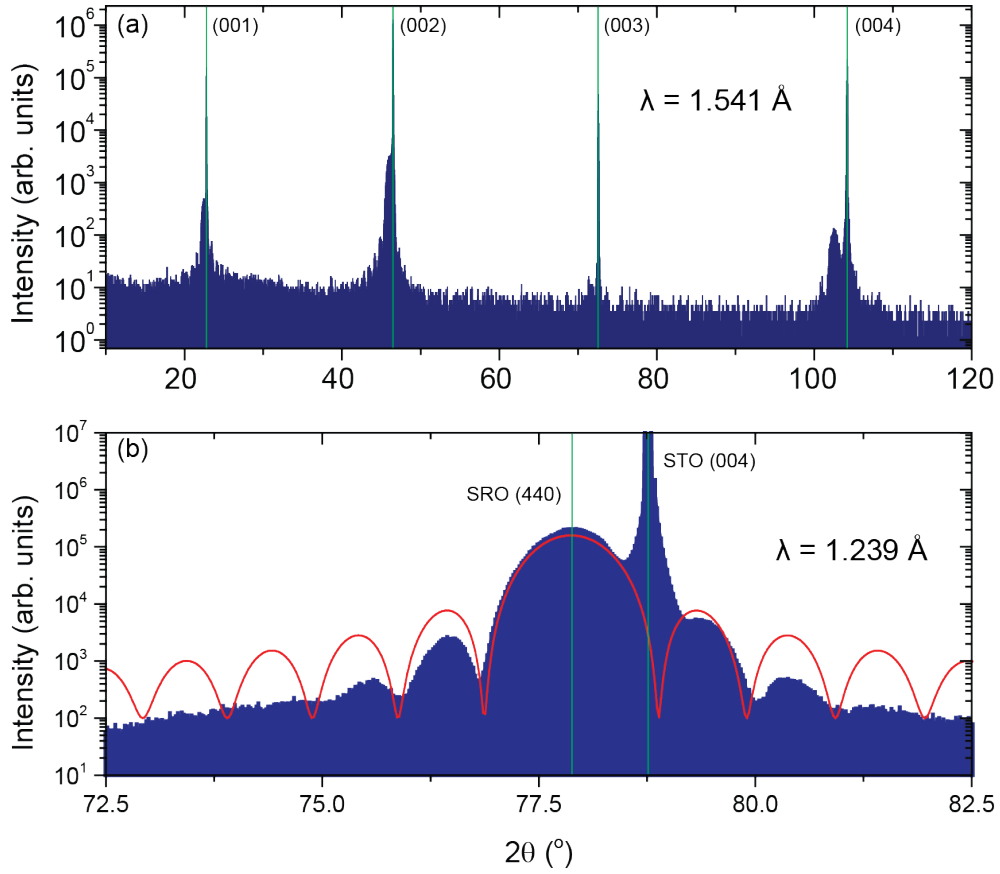 (a)
(001)
(002)
(003)
(004)
λ = 1.541 Å
Intensity (arb. units)
10⁶
10⁵
10⁴
10³
10²
10¹
10⁰
20 40 60 80 100 120
(b)
STO (004)
SRO (440)
λ = 1.239 Å
Intensity (arb. units)
10⁷
10⁶
10⁵
10⁴
10³
10²
10¹
72.5 75.0 77.5 80.0 82.5
2θ (°)